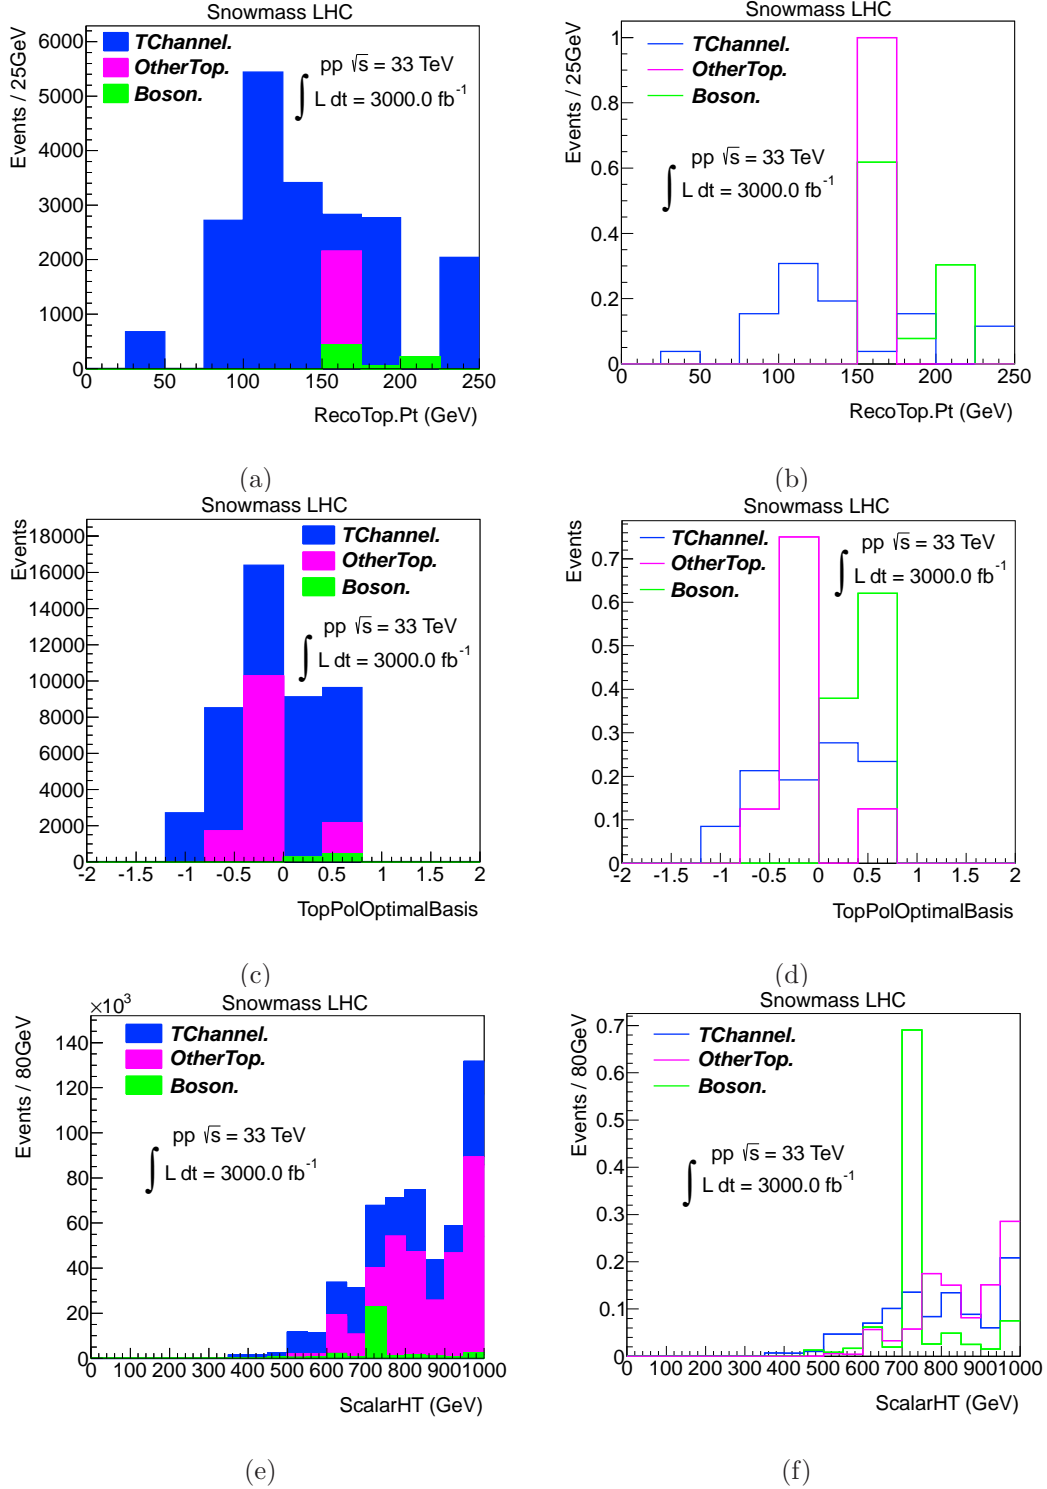 Snowmass LHC
Events / 25GeV
6000
5000
4000
3000
2000
1000
0
TChannel.
OtherTop.
Boson.
pp √s = 33 TeV
∫ L dt = 3000.0 fb-1
0 50 100 150 200 250
RecoTop.Pt (GeV)
(a)
Snowmass LHC
Events / 25GeV
1
0.8
0.6
0.4
0.2
0
TChannel.
OtherTop.
Boson.
pp √s = 33 TeV
∫ L dt = 3000.0 fb-1
0 50 100 150 200 250
RecoTop.Pt (GeV)
(b)
Snowmass LHC
Events
18000
16000
14000
12000
10000
8000
6000
4000
2000
0
TChannel.
OtherTop.
Boson.
pp √s = 33 TeV
∫ L dt = 3000.0 fb-1
-2 -1.5 -1 -0.5 0 0.5 1 1.5 2
TopPolOptimalBasis
(c)
Snowmass LHC
Events
0.7
0.6
0.5
0.4
0.3
0.2
0.1
0
TChannel.
OtherTop.
Boson.
pp √s = 33 TeV
∫ L dt = 3000.0 fb-1
-2 -1.5 -1 -0.5 0 0.5 1 1.5 2
TopPolOptimalBasis
(d)
×103
Snowmass LHC
Events / 80GeV
140
120
100
80
60
40
20
0
TChannel.
OtherTop.
Boson.
pp √s = 33 TeV
∫ L dt = 3000.0 fb-1
0 100 200 300 400 500 600 700 800 900 1000
ScalarHT (GeV)
(e)
Snowmass LHC
Events / 80GeV
0.7
0.6
0.5
0.4
0.3
0.2
0.1
0
TChannel.
OtherTop.
Boson.
pp √s = 33 TeV
∫ L dt = 3000.0 fb-1
0 100 200 300 400 500 600 700 800 900 1000
ScalarHT (GeV)
(f)